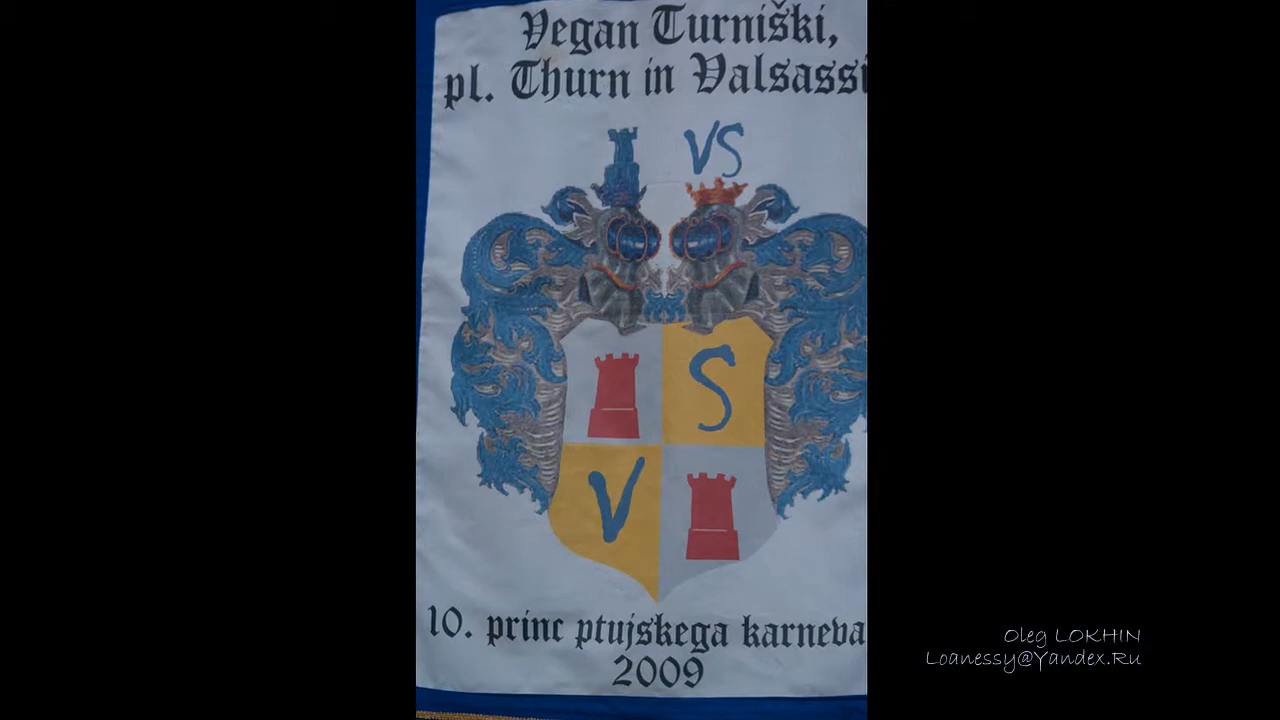 Vegan Turniški,
pl. Thurn in Valsassi
VS
S
V
10. princ ptujskega karneva
2009
Oleg LOKHIN
Loanessy@Yandex.Ru